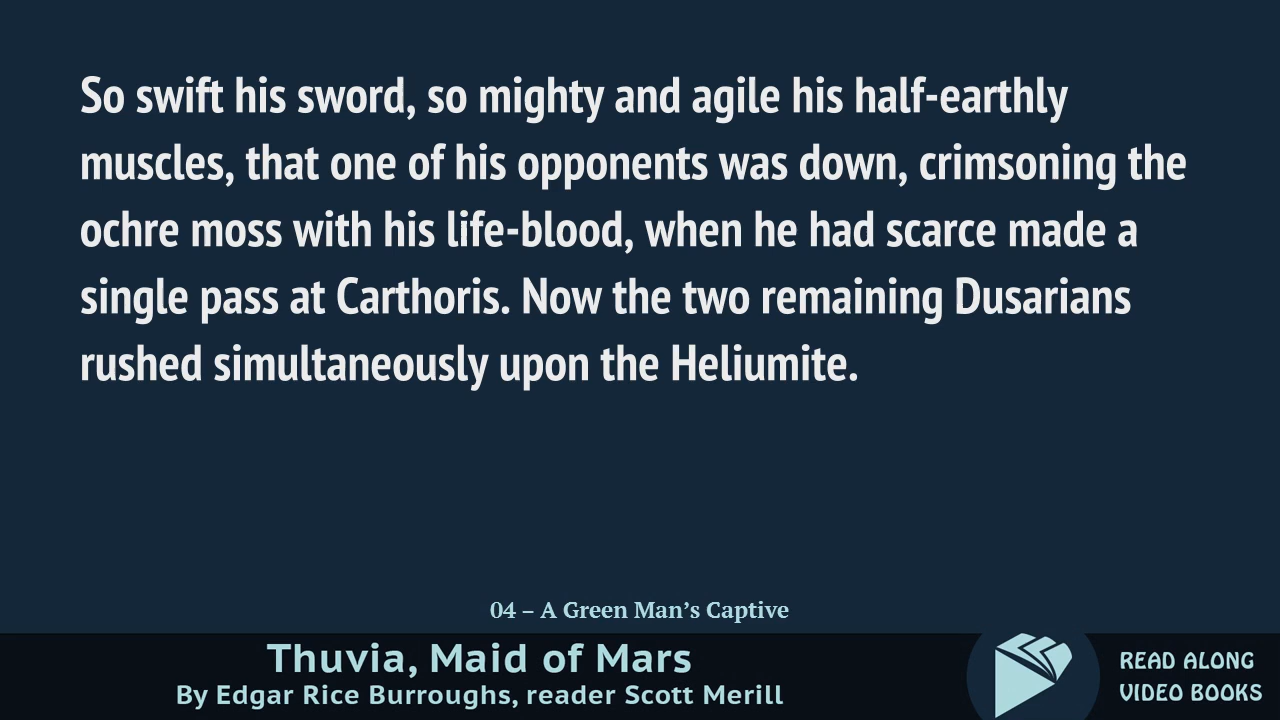 So swift his sword, so mighty and agile his half-earthly
muscles, that one of his opponents was down, crimsoning the
ochre moss with his life-blood, when he had scarce made a
single pass at Carthoris. Now the two remaining Dusarians
rushed simultaneously upon the Heliumite.
04 – A Green Man’s Captive
Thuvia, Maid of Mars
By Edgar Rice Burroughs, reader Scott Merill
READ ALONG
VIDEO BOOKS